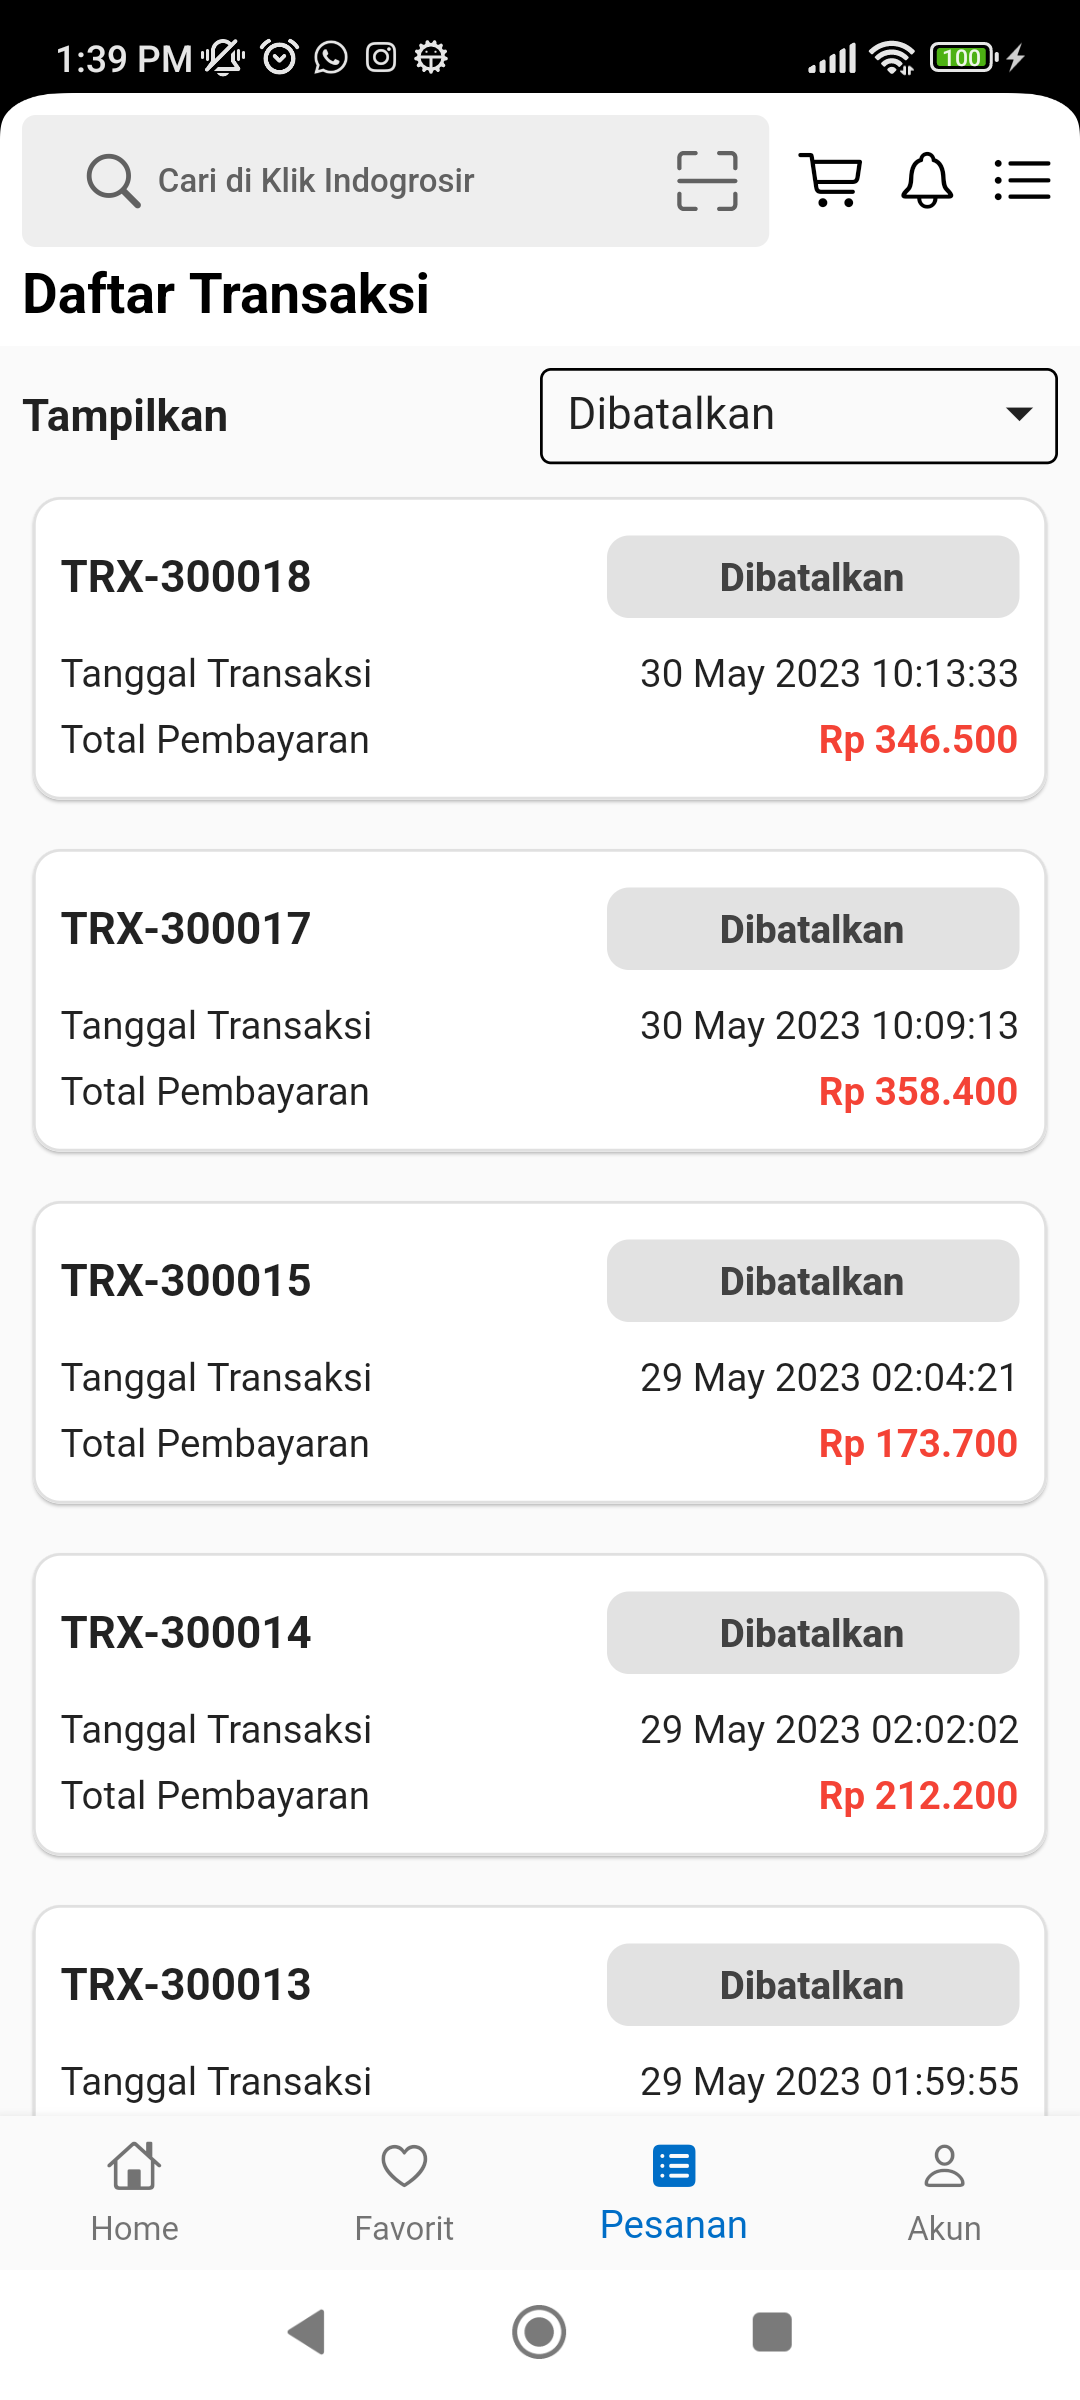 1:39 PM
100
Cari di Klik Indogrosir
Daftar Transaksi
Tampilkan
Dibatalkan
TRX-300018
Dibatalkan
Tanggal Transaksi
30 May 2023 10:13:33
Total Pembayaran
Rp 346.500
TRX-300017
Dibatalkan
Tanggal Transaksi
30 May 2023 10:09:13
Total Pembayaran
Rp 358.400
TRX-300015
Dibatalkan
Tanggal Transaksi
29 May 2023 02:04:21
Total Pembayaran
Rp 173.700
TRX-300014
Dibatalkan
Tanggal Transaksi
29 May 2023 02:02:02
Total Pembayaran
Rp 212.200
TRX-300013
Dibatalkan
Tanggal Transaksi
29 May 2023 01:59:55
Home
Favorit
Pesanan
Akun